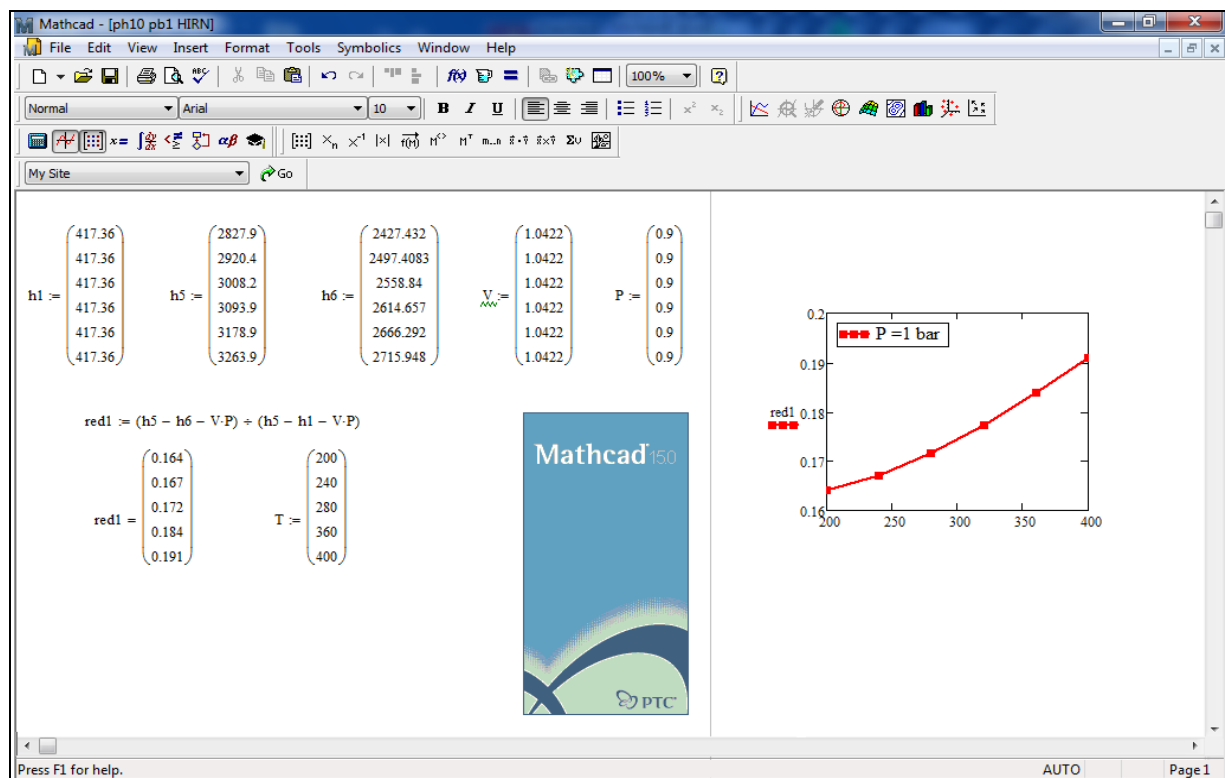 Mathcad - [ph10 pb1 HIRN]
File Edit View Insert Format Tools Symbolics Window Help
100%
Normal Arial 10 B I U
My Site Go
h1 := 417.36 417.36 417.36 417.36 417.36 417.36
h5 := 2827.9 2920.4 3008.2 3093.9 3178.9 3263.9
h6 := 2427.432 2497.4083 2558.84 2614.657 2666.292 2715.948
V := 1.0422 1.0422 1.0422 1.0422 1.0422 1.0422
P := 0.9 0.9 0.9 0.9 0.9 0.9
red1 := (h5 − h6 − V·P) ÷ (h5 − h1 − V·P)
red1 = 0.164 0.167 0.172 0.184 0.191
T := 200 240 280 360 400
Mathcad 15.0
PTC
P =1 bar
red1
0.2
0.19
0.18
0.17
0.16
200 250 300 350 400
Press F1 for help.
AUTO
Page 1